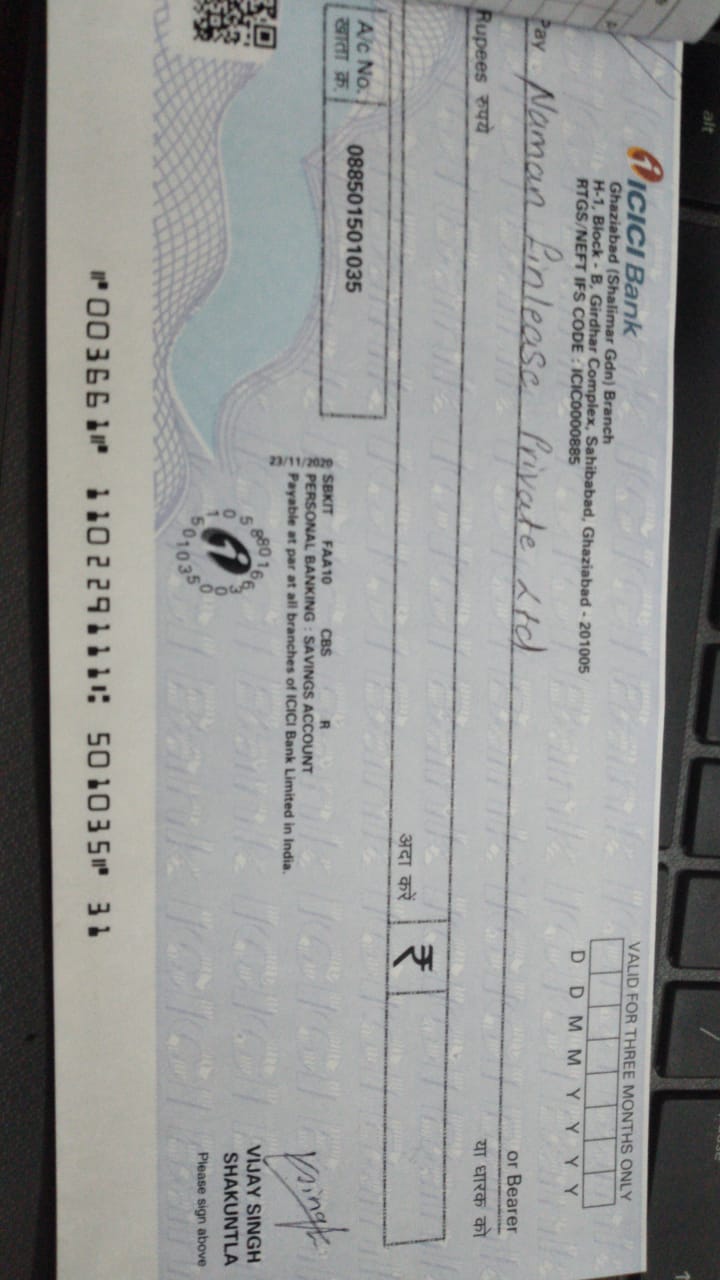 ICICI Bank
Ghaziabad (Shalimar Gdn) Branch
H-1, Block - B, Girdhar Complex, Sahibabad, Ghaziabad - 201005
RTGS/NEFT IFS CODE : ICIC0000885
VALID FOR THREE MONTHS ONLY
D D M M Y Y Y Y
Pay Naman Finlease Private Ltd or Bearer
या धारक को
Rupees रुपये
अदा करें ₹
A/c No.
खाता क्र.
088501501035
SBKIT FAA10 CBS R
23/11/2020 PERSONAL BANKING : SAVINGS ACCOUNT
Payable at par at all branches of ICICI Bank Limited in India.
Vsingh
VIJAY SINGH
SHAKUNTLA
Please sign above
⑈003661⑈ 110229111⑆ 501035⑈ 31
alt